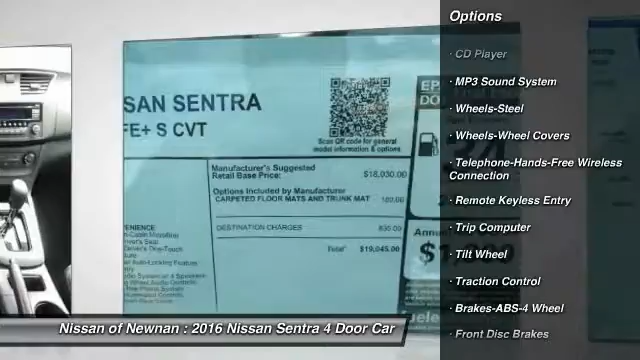 Options
· CD Player
· MP3 Sound System
· Wheels-Steel
· Wheels-Wheel Covers
· Telephone-Hands-Free Wireless
Connection
· Remote Keyless Entry
· Trip Computer
· Tilt Wheel
· Traction Control
· Brakes-ABS-4 Wheel
· Front Disc Brakes
SAN SENTRA
FE+ S CVT
Scan QR code for general
model information & options
EP
DO
Manufacturer's Suggested
Retail Base Price: $18,030.00
Options Included by Manufacturer
CARPETED FLOOR MATS AND TRUNK MAT
DESTINATION CHARGES
Total* $19,045.00
Annu
Nissan of Newnan : 2016 Nissan Sentra 4 Door Car